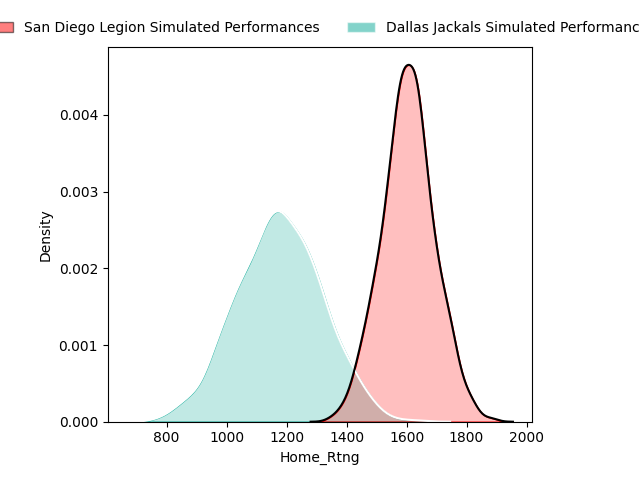 San Diego Legion Simulated Performances
Dallas Jackals Simulated Performanc
0.004
0.003
0.002
0.001
0.000
Density
800 1000 1200 1400 1600 1800 2000
Home_Rtng